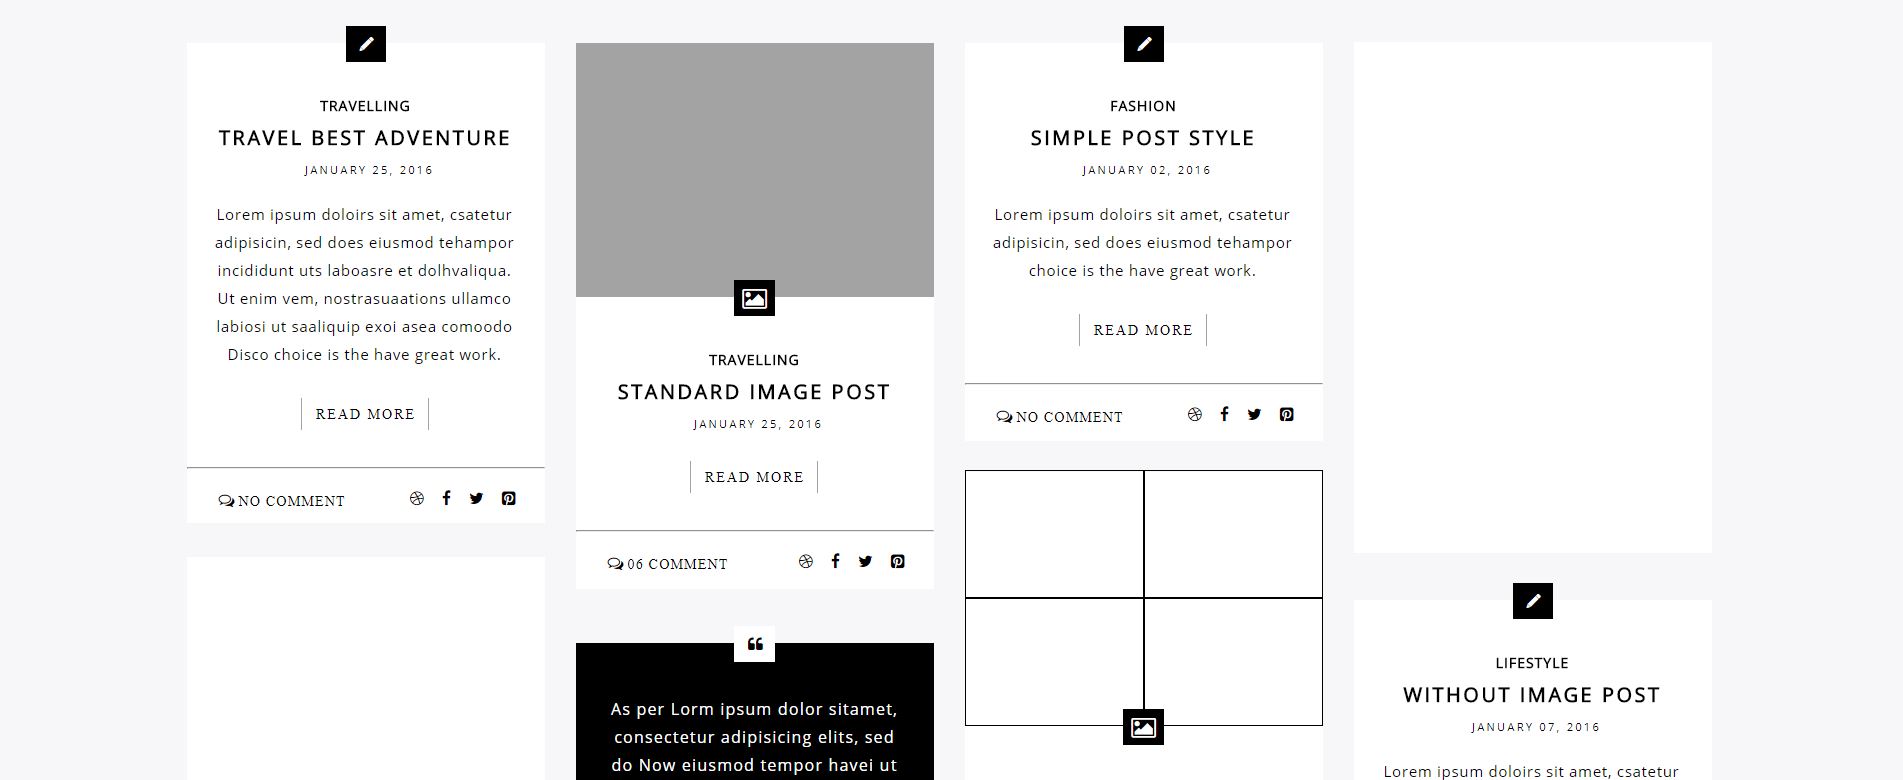 TRAVELLING
TRAVEL BEST ADVENTURE
JANUARY 25, 2016
Lorem ipsum doloirs sit amet, csatetur
adipisicin, sed does eiusmod tehampor
incididunt uts laboasre et dolhvaliqua.
Ut enim vem, nostrasuaations ullamco
labiosi ut saaliquip exoi asea comoodo
Disco choice is the have great work.
READ MORE
NO COMMENT
TRAVELLING
STANDARD IMAGE POST
JANUARY 25, 2016
READ MORE
06 COMMENT
As per Lorm ipsum dolor sitamet,
consectetur adipisicing elits, sed
do Now eiusmod tempor havei ut
FASHION
SIMPLE POST STYLE
JANUARY 02, 2016
Lorem ipsum doloirs sit amet, csatetur
adipisicin, sed does eiusmod tehampor
choice is the have great work.
READ MORE
NO COMMENT
LIFESTYLE
WITHOUT IMAGE POST
JANUARY 07, 2016
Lorem ipsum doloirs sit amet, csatetur